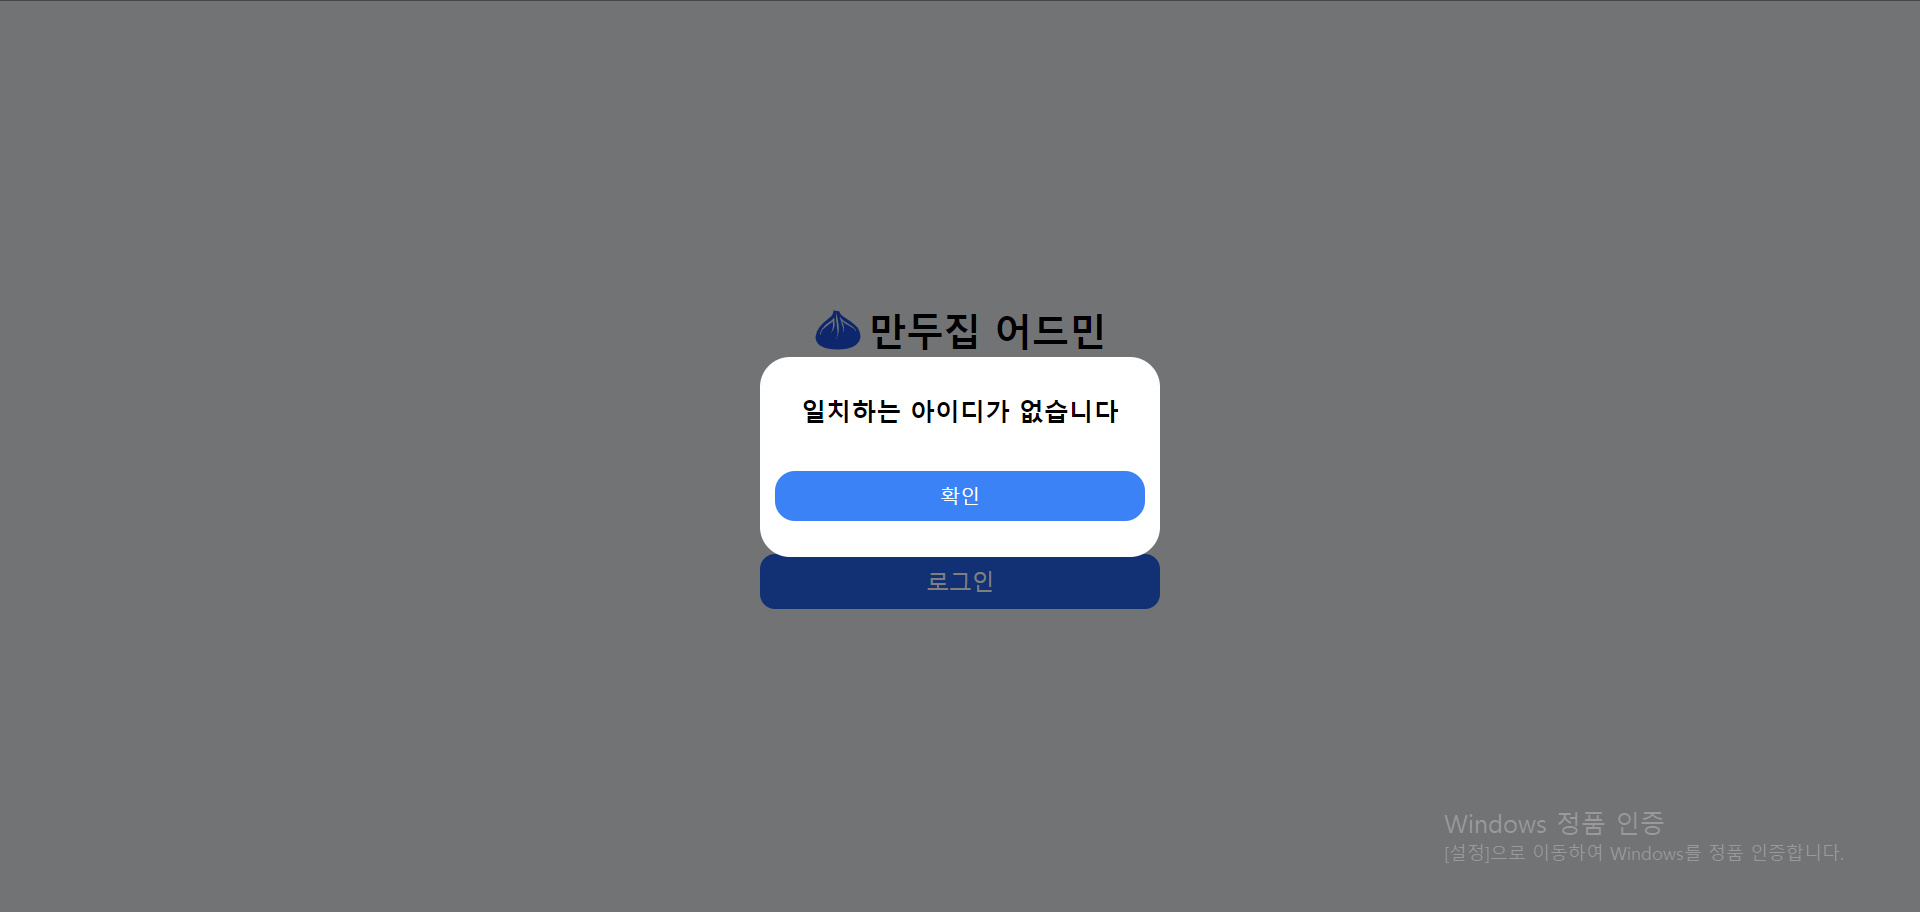 만두집 어드민
일치하는 아이디가 없습니다
확인
로그인
Windows 정품 인증
[설정]으로 이동하여 Windows를 정품 인증합니다.